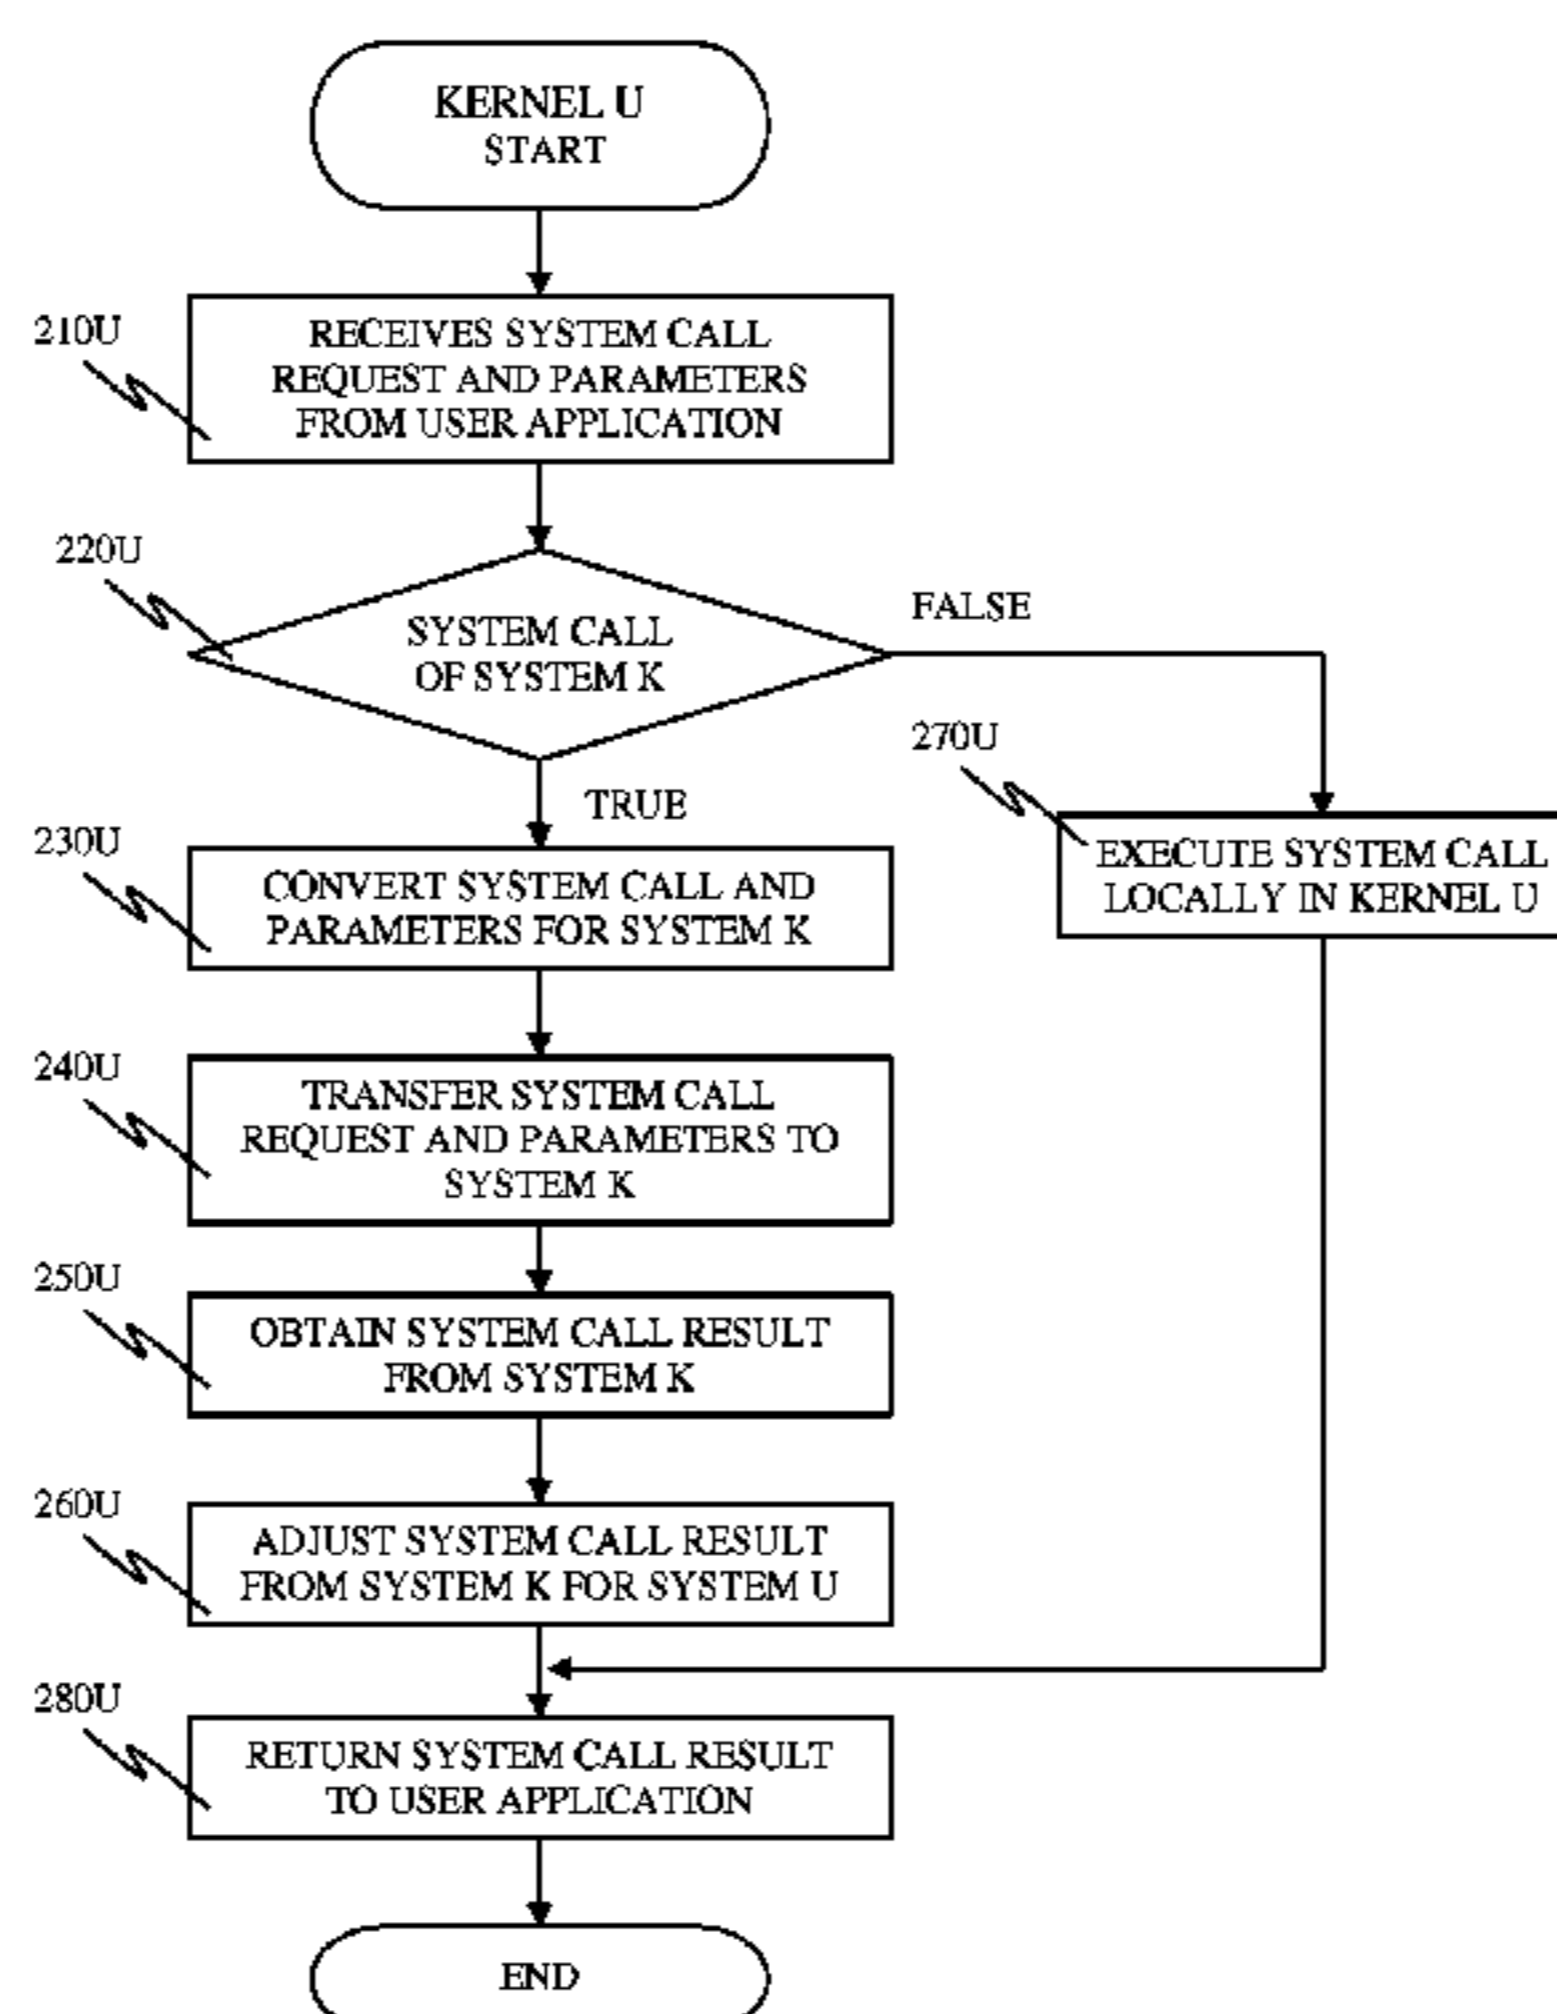 KERNEL U
START
210U
RECEIVES SYSTEM CALL
REQUEST AND PARAMETERS
FROM USER APPLICATION
220U
SYSTEM CALL
OF SYSTEM K
FALSE
TRUE
270U
EXECUTE SYSTEM CALL
LOCALLY IN KERNEL U
230U
CONVERT SYSTEM CALL AND
PARAMETERS FOR SYSTEM K
240U
TRANSFER SYSTEM CALL
REQUEST AND PARAMETERS TO
SYSTEM K
250U
OBTAIN SYSTEM CALL RESULT
FROM SYSTEM K
260U
ADJUST SYSTEM CALL RESULT
FROM SYSTEM K FOR SYSTEM U
280U
RETURN SYSTEM CALL RESULT
TO USER APPLICATION
END